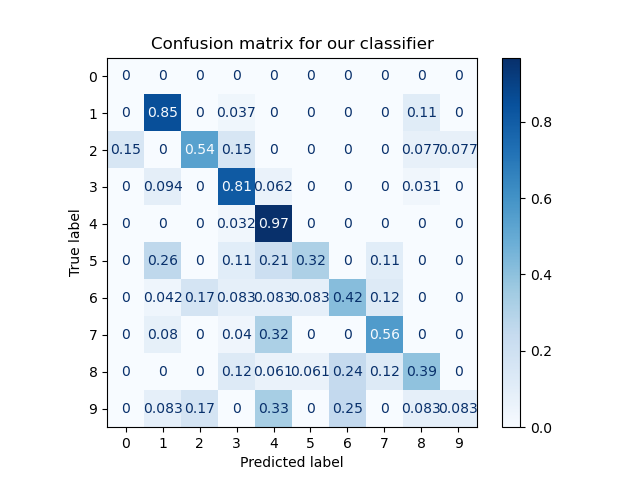 Confusion matrix for our classifier
0 0 0 0 0 0 0 0 0 0 0
1 0 0.85 0 0.037 0 0 0 0 0.11 0
2 0.15 0 0.54 0.15 0 0 0 0 0.077 0.077
3 0 0.094 0 0.81 0.062 0 0 0 0.031 0
4 0 0 0 0.032 0.97 0 0 0 0 0
5 0 0.26 0 0.11 0.21 0.32 0 0.11 0 0
6 0 0.042 0.17 0.083 0.083 0.083 0.42 0.12 0 0
7 0 0.08 0 0.04 0.32 0 0 0.56 0 0
8 0 0 0 0.12 0.061 0.061 0.24 0.12 0.39 0
9 0 0.083 0.17 0 0.33 0 0.25 0 0.083 0.083
0 1 2 3 4 5 6 7 8 9
Predicted label
True label
0.8
0.6
0.4
0.2
0.0